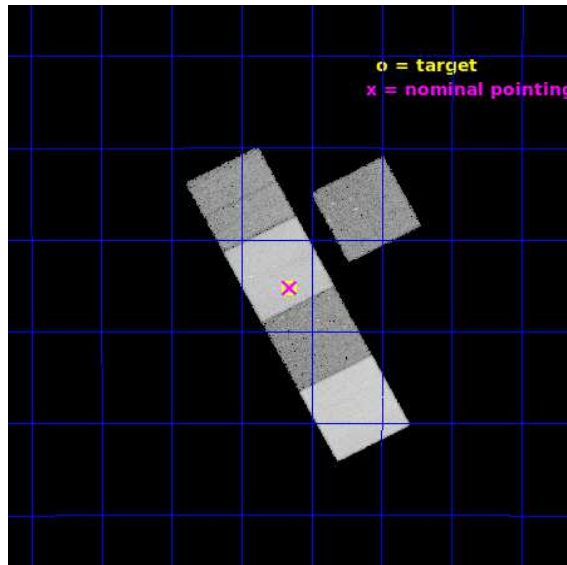 o = target
x = nominal pointing